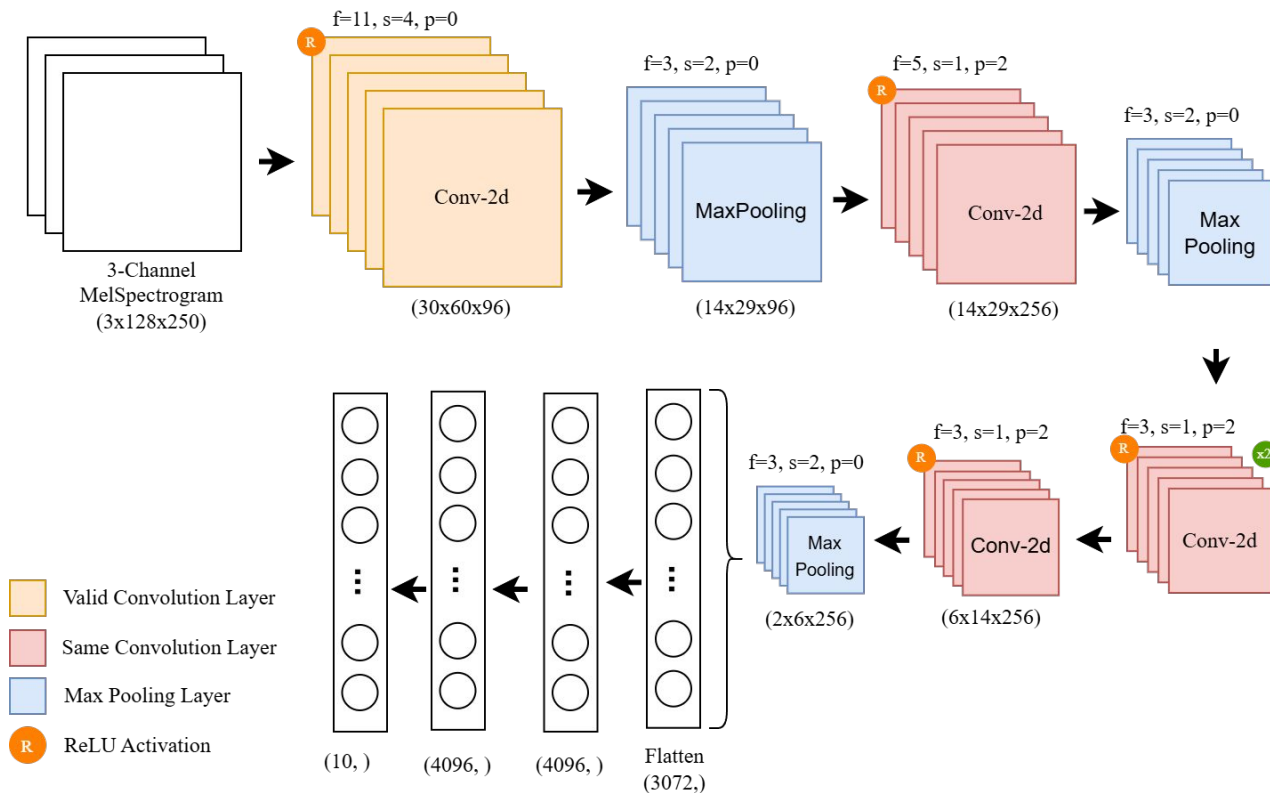 f=11, s=4, p=0
R
Conv-2d
(30x60x96)
3-Channel
MelSpectrogram
(3x128x250)
f=3, s=2, p=0
MaxPooling
(14x29x96)
f=5, s=1, p=2
R
Conv-2d
(14x29x256)
f=3, s=2, p=0
Max
Pooling
f=3, s=1, p=2
R
x2
Conv-2d
f=3, s=1, p=2
R
Conv-2d
(6x14x256)
f=3, s=2, p=0
Max
Pooling
(2x6x256)
...
...
...
...
Flatten
(3072,)
(4096, )
(4096, )
(10, )
Valid Convolution Layer
Same Convolution Layer
Max Pooling Layer
R
ReLU Activation